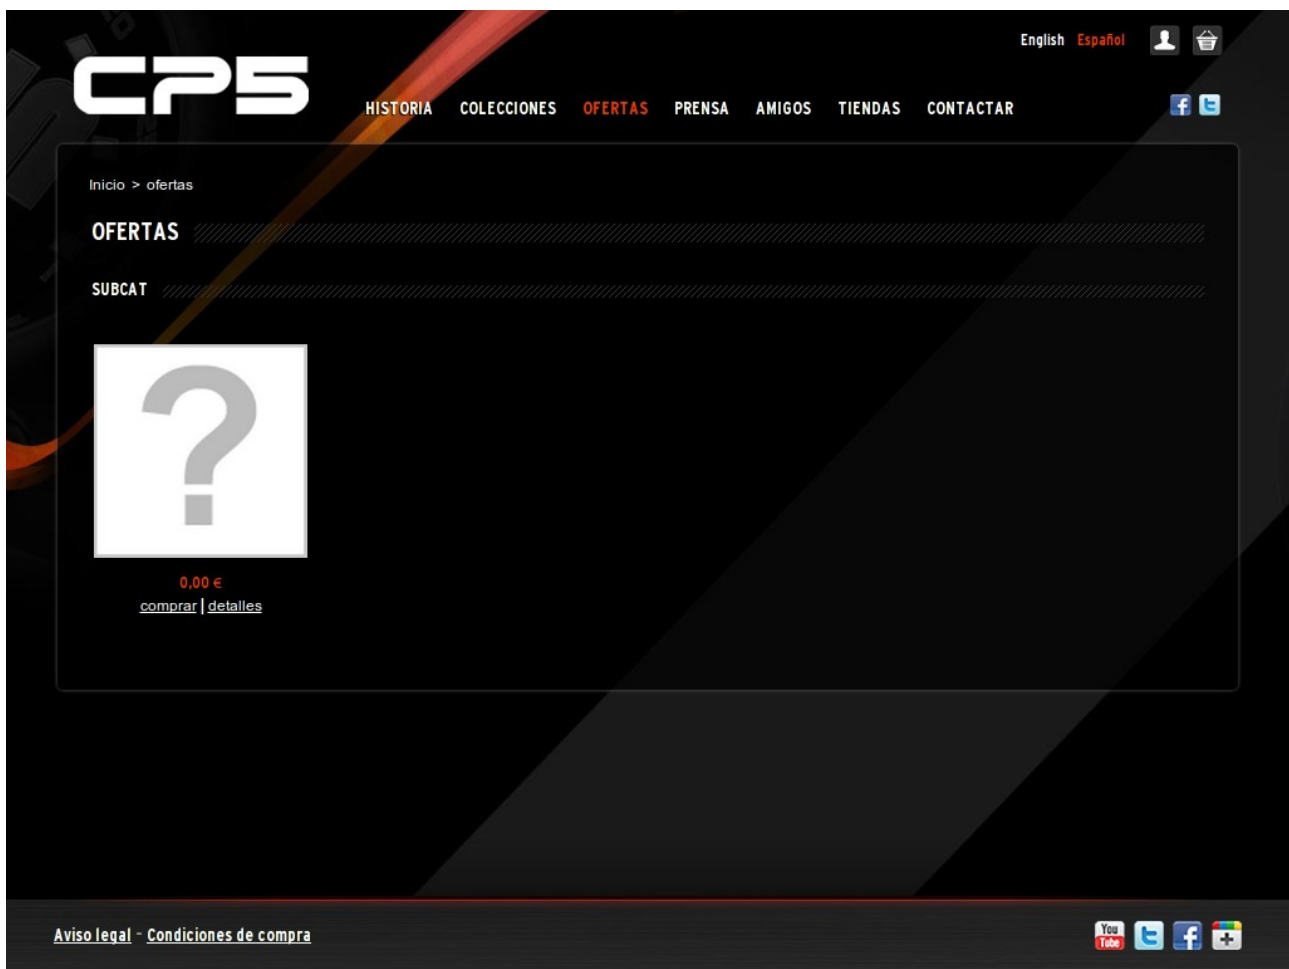 English Español
CP5
HISTORIA COLECCIONES OFERTAS PRENSA AMIGOS TIENDAS CONTACTAR
Inicio > ofertas
OFERTAS
SUBCAT
?
0,00 €
comprar | detalles
Aviso legal - Condiciones de compra
You Tube